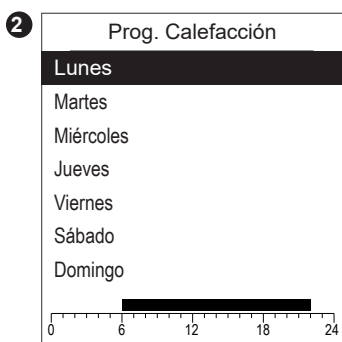 2
Prog. Calefacción
Lunes
Martes
Miércoles
Jueves
Viernes
Sábado
Domingo
0 6 12 18 24